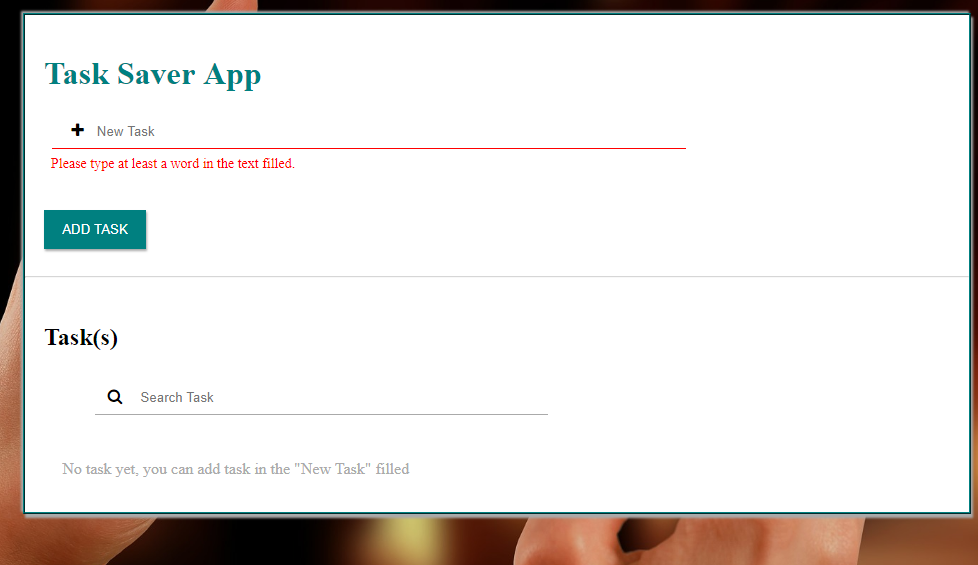 Task Saver App
New Task
Please type at least a word in the text filled.
ADD TASK
Task(s)
Search Task
No task yet, you can add task in the "New Task" filled